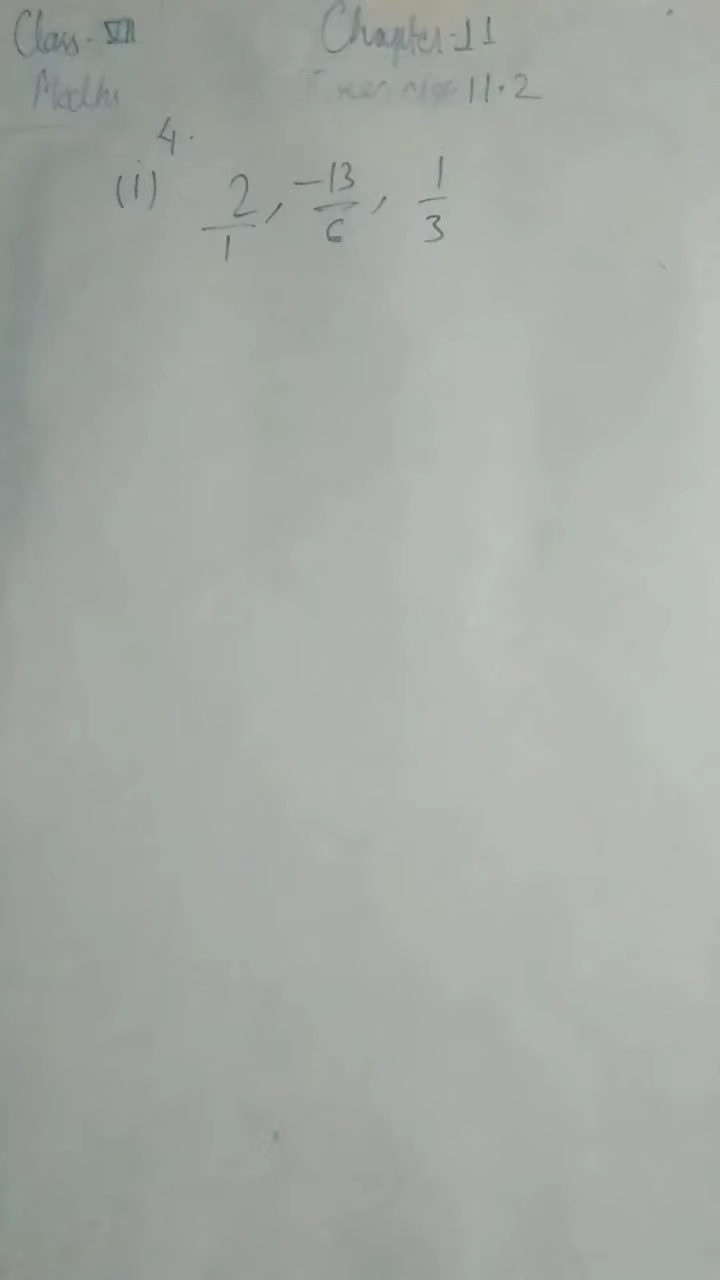 Class - VII Chapter-11
Maths Exercise 11.2
4.
(i) 2/1, -13/6, 1/3